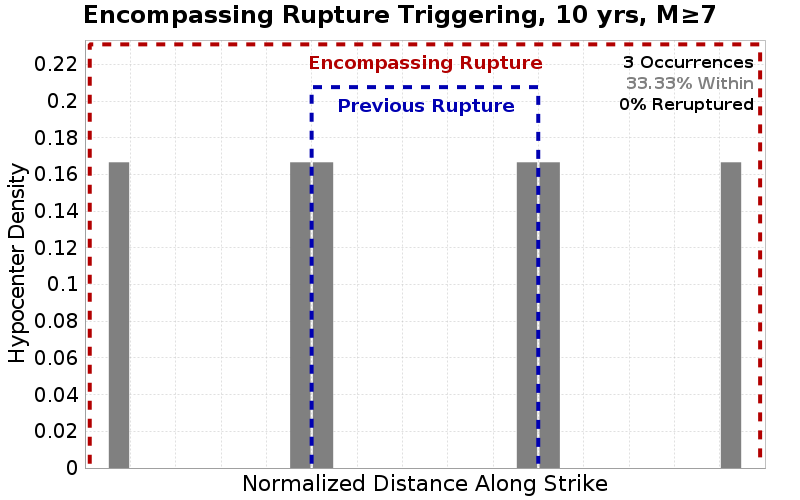 Encompassing Rupture Triggering, 10 yrs, M≥7
Encompassing Rupture
3 Occurrences
33.33% Within
0% Reruptured
Previous Rupture
Hypocenter Density
0.22
0.2
0.18
0.16
0.14
0.12
0.1
0.08
0.06
0.04
0.02
0
Normalized Distance Along Strike